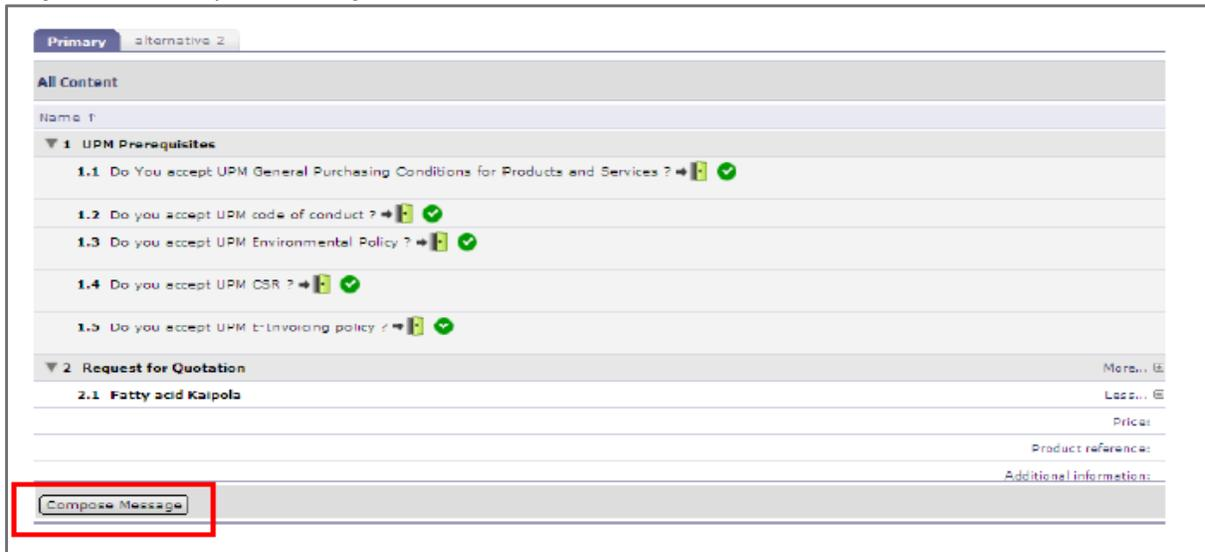 Primary alternative 2
All Content
Name ↑
▼ 1 UPM Prerequisites
1.1 Do You accept UPM General Purchasing Conditions for Products and Services ?
1.2 Do you accept UPM code of conduct ?
1.3 Do you accept UPM Environmental Policy ?
1.4 Do you accept UPM CSR ?
1.5 Do you accept UPM E-Invoicing policy ?
▼ 2 Request for Quotation More...
2.1 Fatty acid Kaipola Less...
Price:
Product reference:
Additional information:
Compose Message